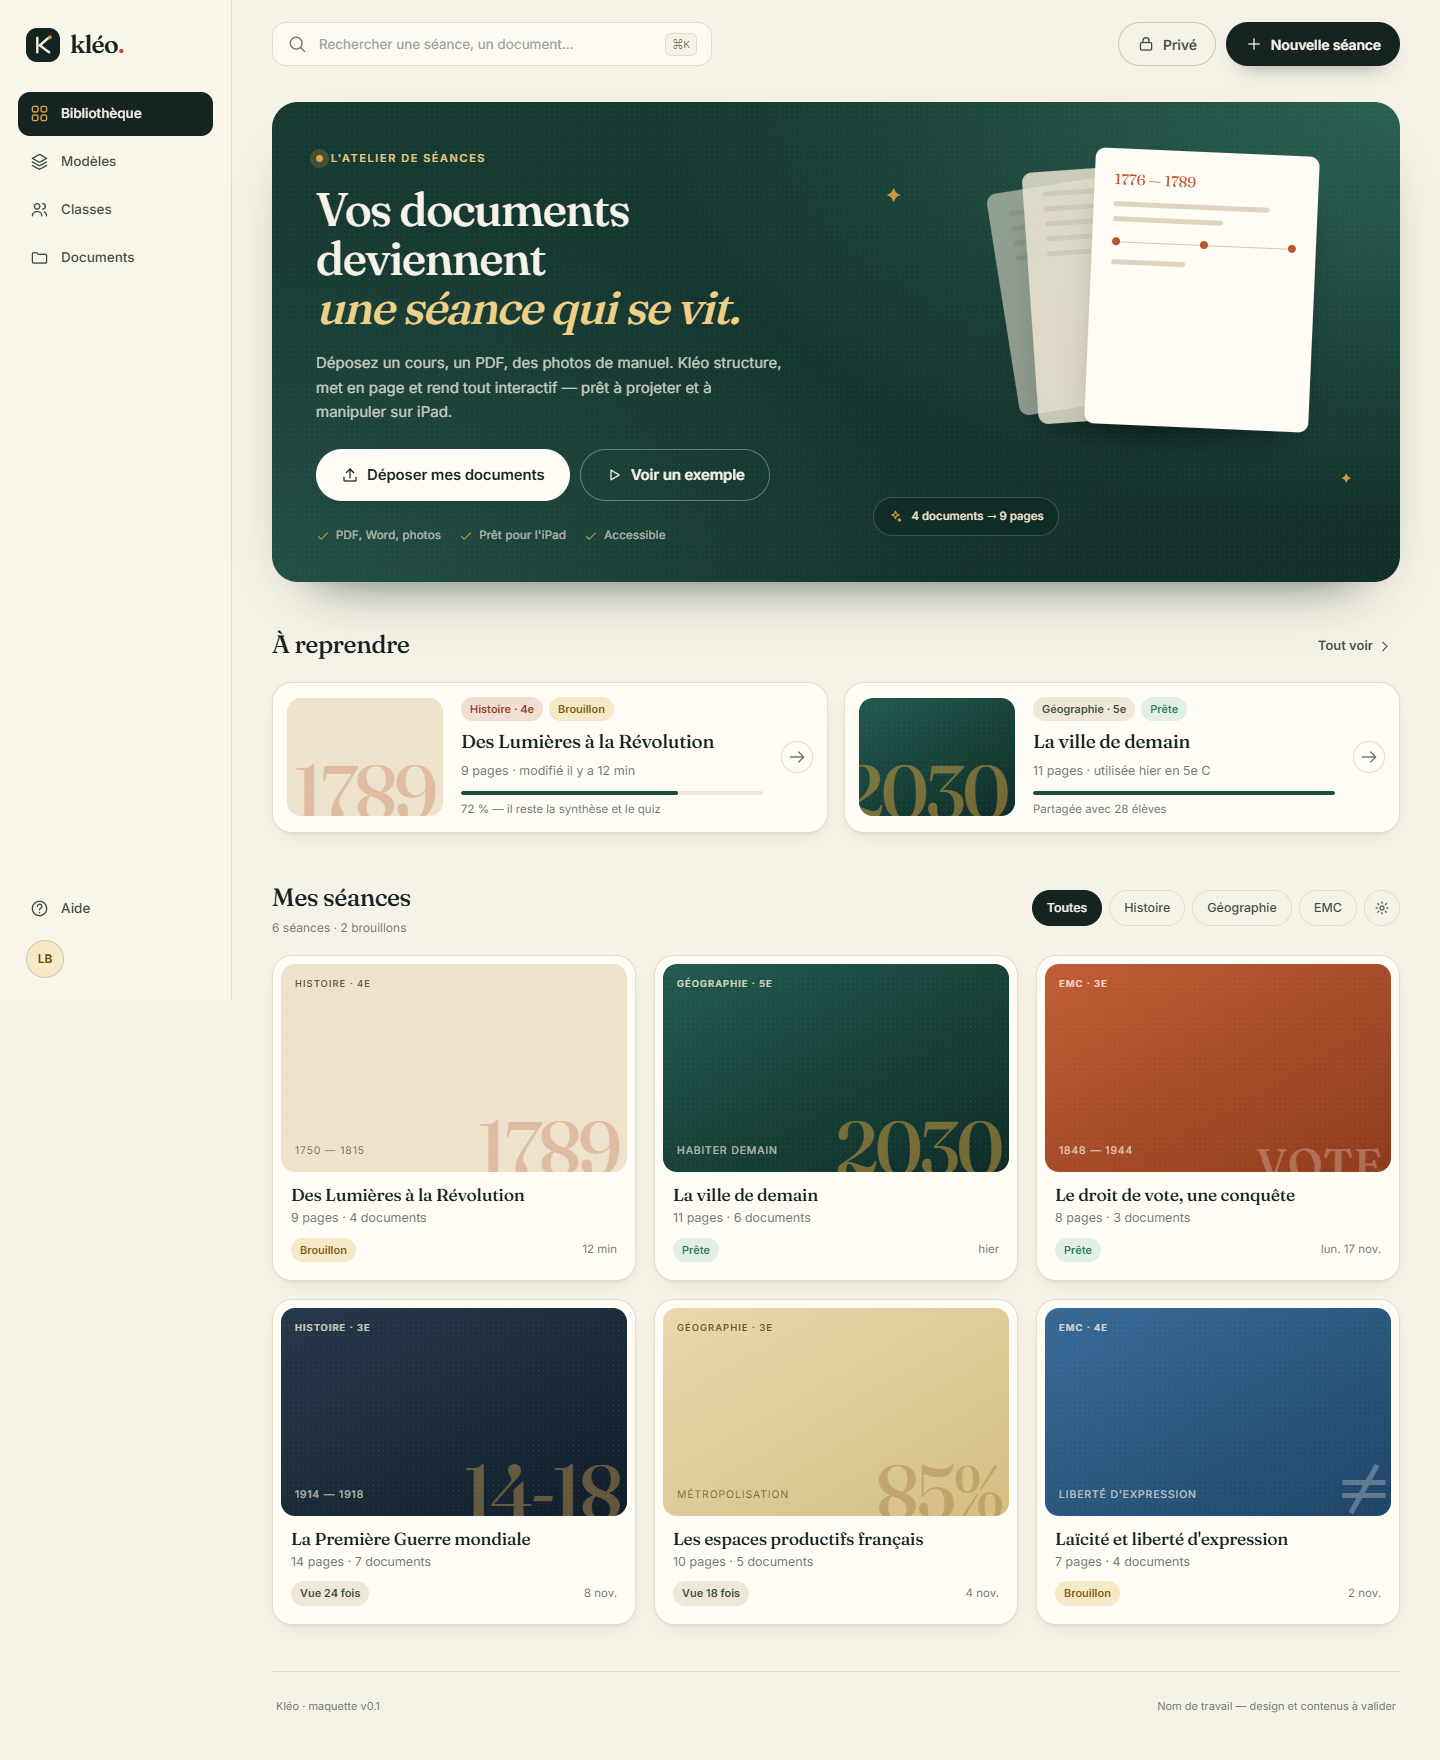 kléo.
Bibliothèque
Modèles
Classes
Documents
Aide
LB
Rechercher une séance, un document...
⌘K
Privé
Nouvelle séance
L'ATELIER DE SÉANCES
Vos documents
deviennent
une séance qui se vit.
Déposez un cours, un PDF, des photos de manuel. Kléo structure,
met en page et rend tout interactif — prêt à projeter et à
manipuler sur iPad.
Déposer mes documents
Voir un exemple
PDF, Word, photos
Prêt pour l'iPad
Accessible
1776 — 1789
4 documents → 9 pages
À reprendre
Tout voir
1789
Histoire · 4e
Brouillon
Des Lumières à la Révolution
9 pages · modifié il y a 12 min
72 % — il reste la synthèse et le quiz
2030
Géographie · 5e
Prête
La ville de demain
11 pages · utilisée hier en 5e C
Partagée avec 28 élèves
Mes séances
6 séances · 2 brouillons
Toutes
Histoire
Géographie
EMC
HISTOIRE · 4E
1750 — 1815
1789
Des Lumières à la Révolution
9 pages · 4 documents
Brouillon
12 min
GÉOGRAPHIE · 5E
HABITER DEMAIN
2030
La ville de demain
11 pages · 6 documents
Prête
hier
EMC · 3E
1848 — 1944
VOTE
Le droit de vote, une conquête
8 pages · 3 documents
Prête
lun. 17 nov.
HISTOIRE · 3E
1914 — 1918
14-18
La Première Guerre mondiale
14 pages · 7 documents
Vue 24 fois
8 nov.
GÉOGRAPHIE · 3E
MÉTROPOLISATION
85%
Les espaces productifs français
10 pages · 5 documents
Vue 18 fois
4 nov.
EMC · 4E
LIBERTÉ D'EXPRESSION
≠
Laïcité et liberté d'expression
7 pages · 4 documents
Brouillon
2 nov.
Kléo · maquette v0.1
Nom de travail — design et contenus à valider